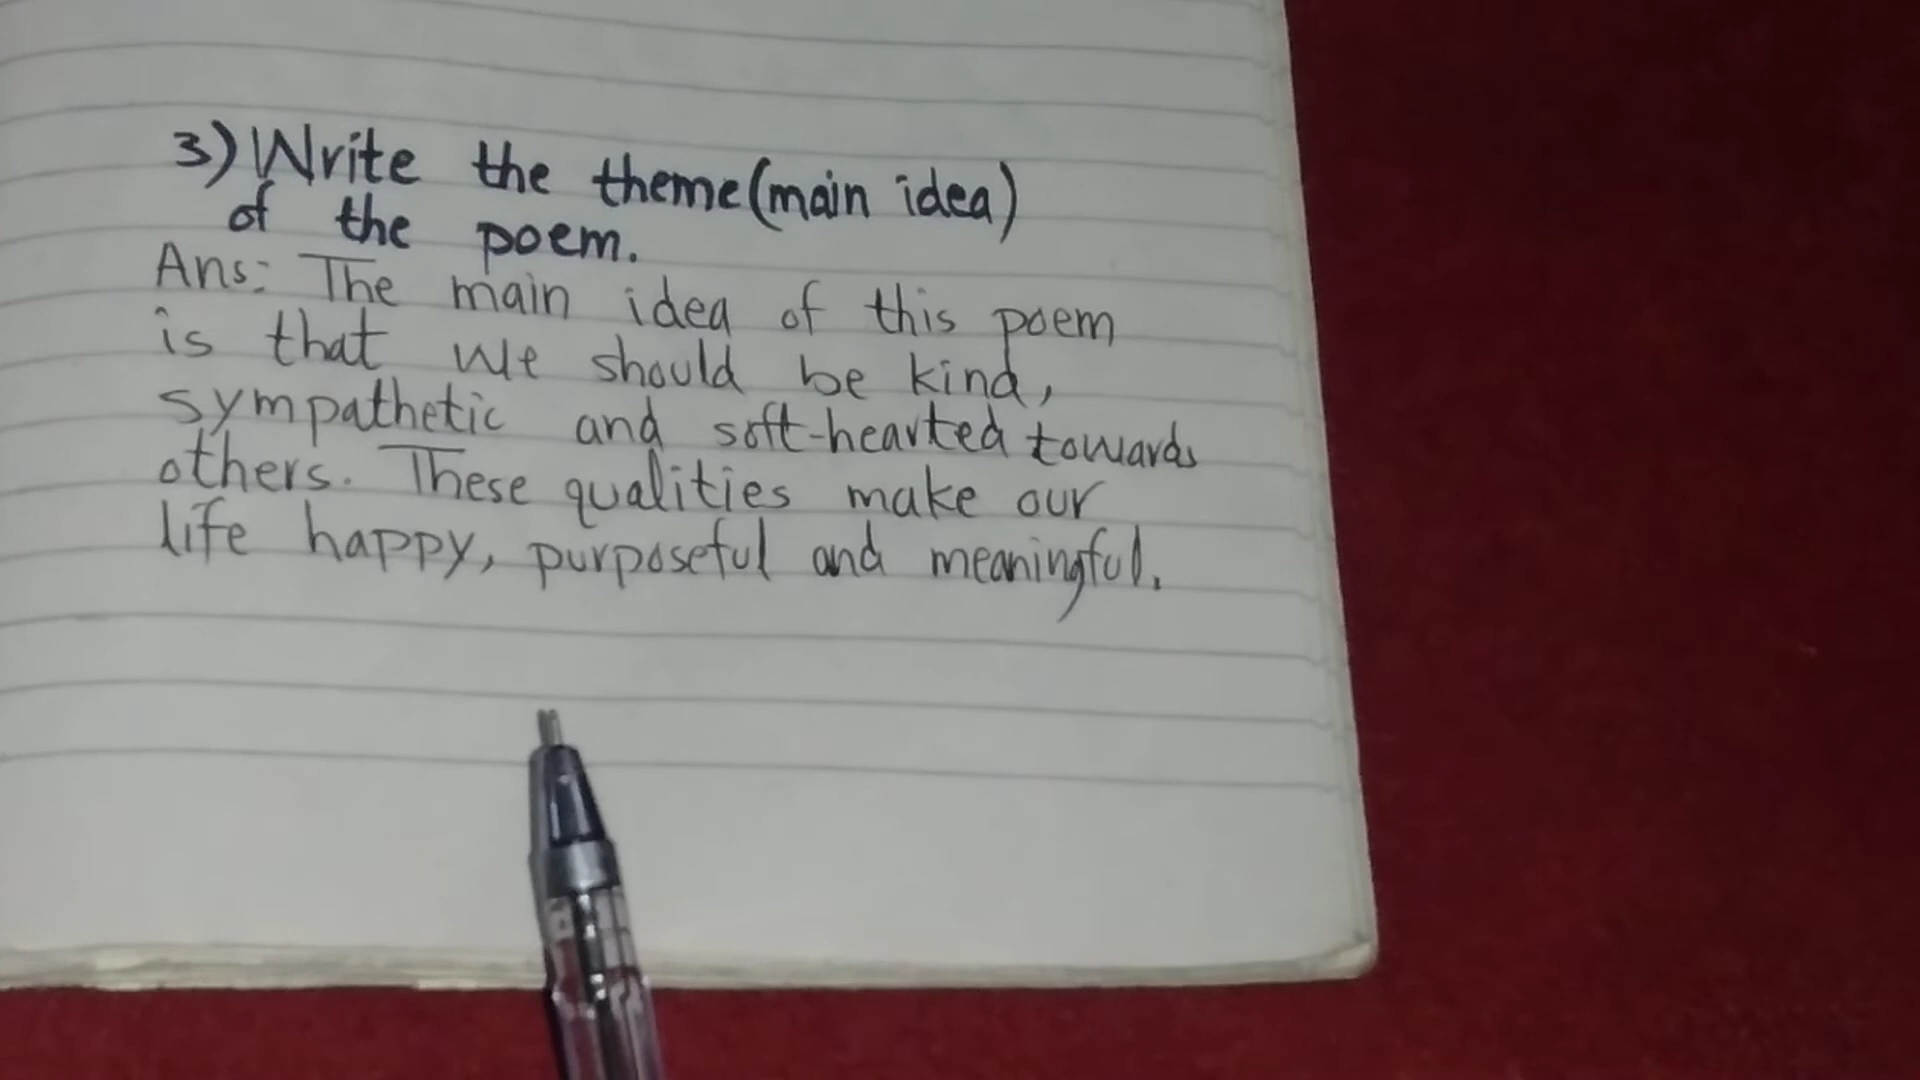 3) Write the theme(main idea)
of the poem.
Ans: The main idea of this poem
is that we should be kind,
sympathetic and soft-hearted towards
others. These qualities make our
life happy, purposeful and meaningful.